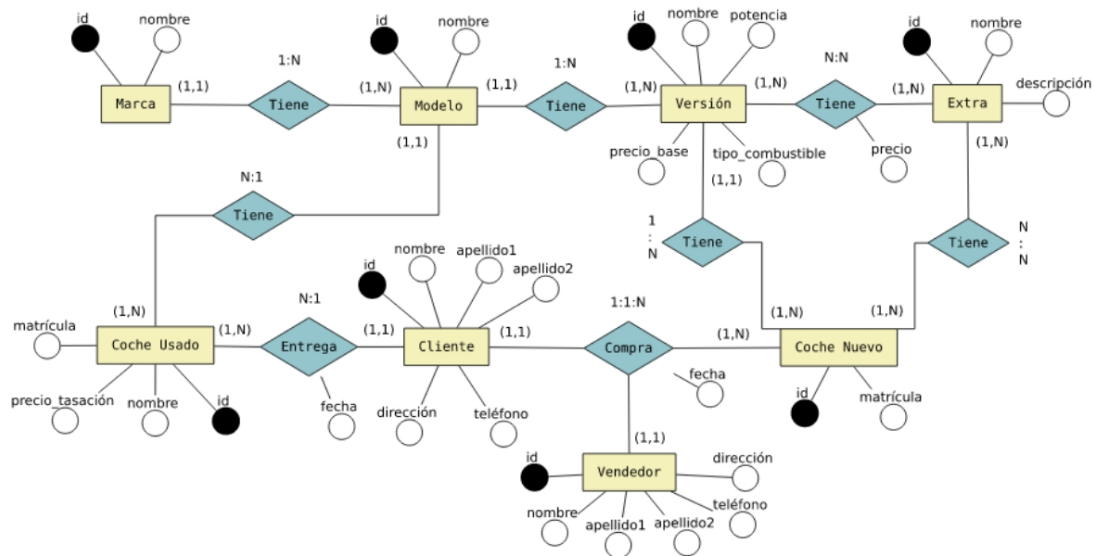 id
nombre
id
nombre
id
nombre
potencia
id
nombre
descripción
Marca
(1,1)
1:N
Tiene
(1,N)
Modelo
(1,1)
1:N
Tiene
(1,N)
Versión
(1,N)
N:N
Tiene
(1,N)
Extra
precio_base
tipo_combustible
precio
(1,1)
(1,1)
(1,N)
N:1
Tiene
1
:
N
Tiene
Tiene
N
:
N
id
nombre
apellido1
apellido2
(1,N)
(1,N)
(1,N)
matrícula
Coche Usado
(1,N)
N:1
Entrega
(1,1)
Cliente
(1,1)
1:1:N
Compra
(1,N)
Coche Nuevo
precio_tasación
nombre
id
fecha
dirección
teléfono
fecha
id
matrícula
(1,1)
id
Vendedor
dirección
nombre
apellido1
apellido2
teléfono